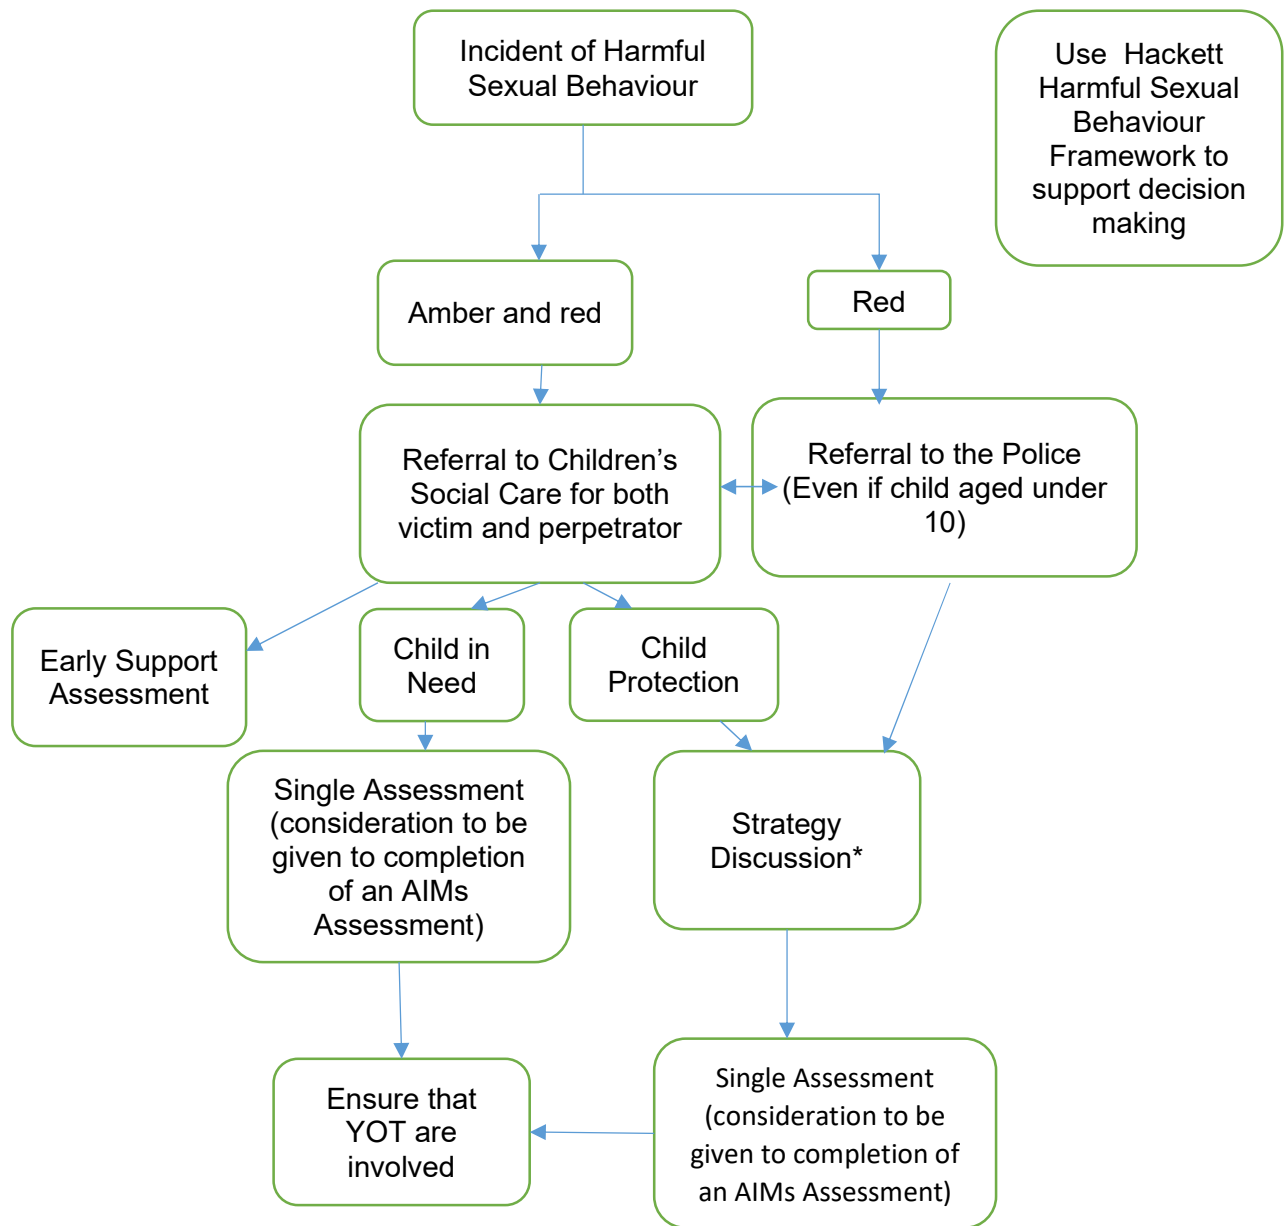 Incident of Harmful
Sexual Behaviour
Use Hackett
Harmful Sexual
Behaviour
Framework to
support decision
making
Amber and red
Red
Referral to Children’s
Social Care for both
victim and perpetrator
Referral to the Police
(Even if child aged under
10)
Early Support
Assessment
Child in
Need
Child
Protection
Single Assessment
(consideration to be
given to completion
of an AIMs
Assessment)
Strategy
Discussion*
Ensure that
YOT are
involved
Single Assessment
(consideration to be
given to completion of
an AIMs Assessment)